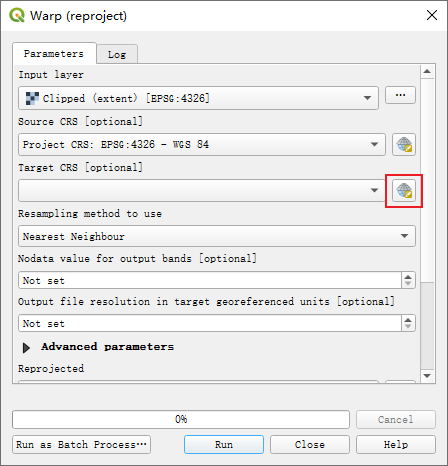 Warp (reproject)
Parameters
Log
Input layer
Clipped (extent) [EPSG:4326]
...
Source CRS [optional]
Project CRS: EPSG:4326 - WGS 84
Target CRS [optional]
Resampling method to use
Nearest Neighbour
Nodata value for output bands [optional]
Not set
Output file resolution in target georeferenced units [optional]
Not set
Advanced parameters
Reprojected
0%
Cancel
Run as Batch Process…
Run
Close
Help